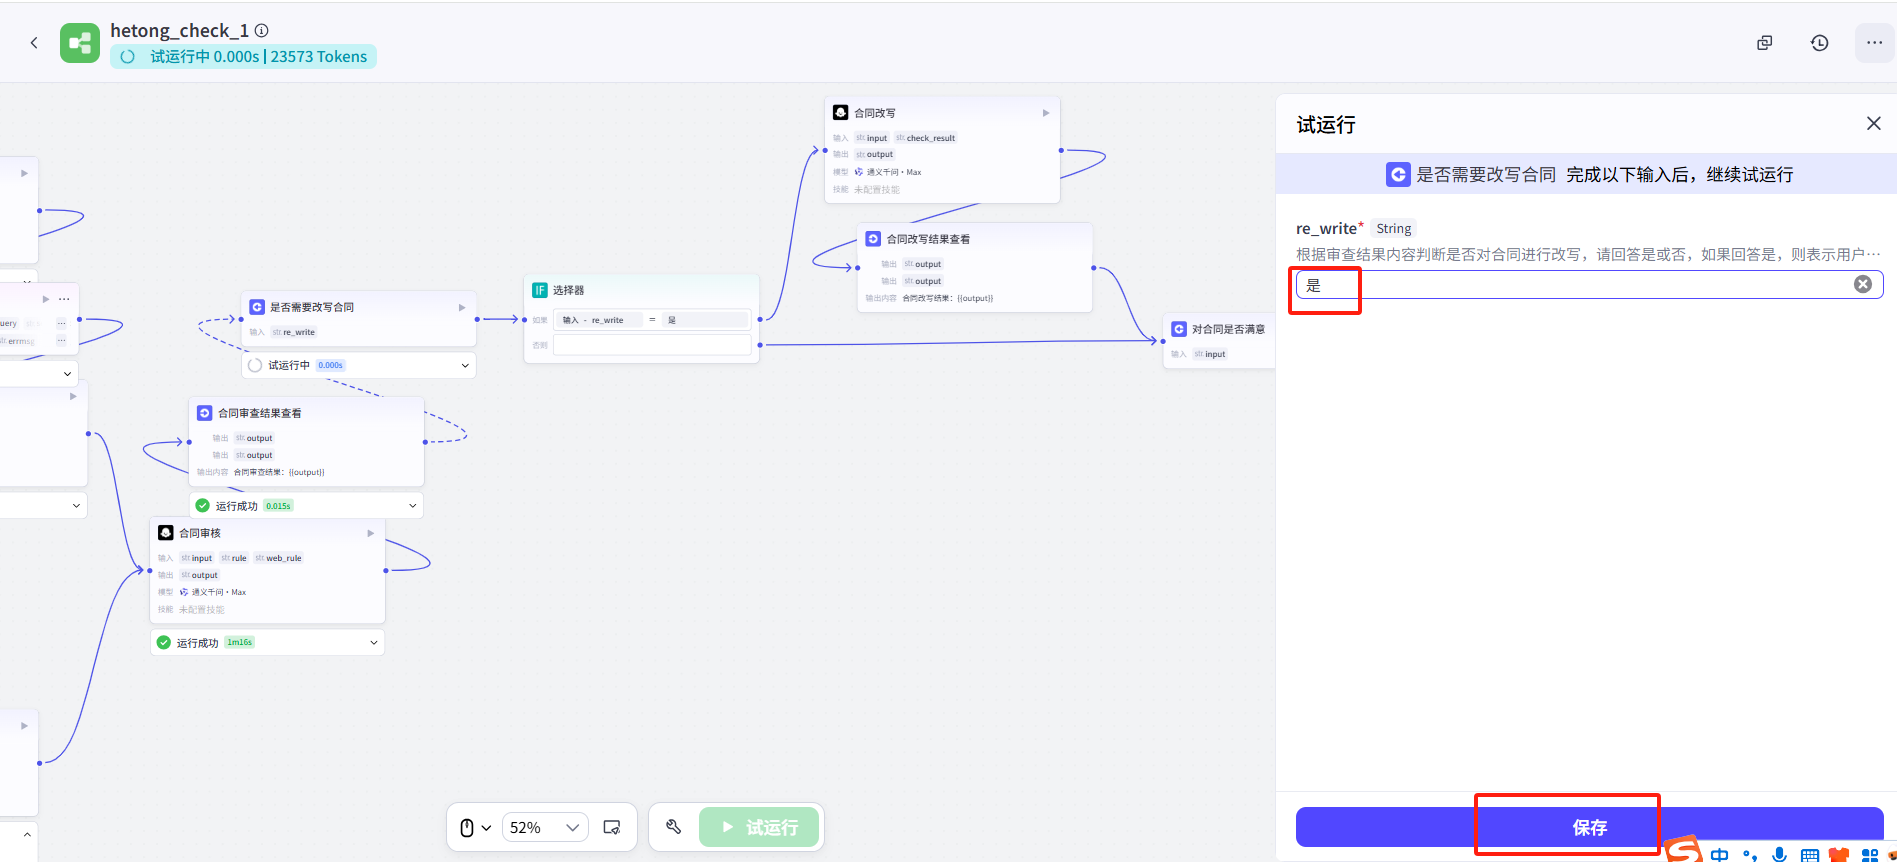 hetong_check_1
试运行中 0.000s | 23573 Tokens
uery
str.errmsg
合同改写
输入 str.input str.check_result
输出 str.output
模型 通义千问·Max
技能 未配置技能
合同改写结果查看
输出 str.output
输出 str.output
输出内容 合同改写结果：{{output}}
是否需要改写合同
输入 str.re_write
试运行中 0.000s
IF 选择器
如果 输入 - re_write = 是
否则
对合同是否满意
输入 str.input
合同审查结果查看
输出 str.output
输出 str.output
输出内容 合同审查结果：{{output}}
运行成功 0.015s
合同审核
输入 str.input str.rule str.web_rule
输出 str.output
模型 通义千问·Max
技能 未配置技能
运行成功 1m16s
52%
试运行
试运行
是否需要改写合同 完成以下输入后，继续试运行
re_write* String
根据审查结果内容判断是否对合同进行改写，请回答是或否，如果回答是，则表示用户···
是
保存
中